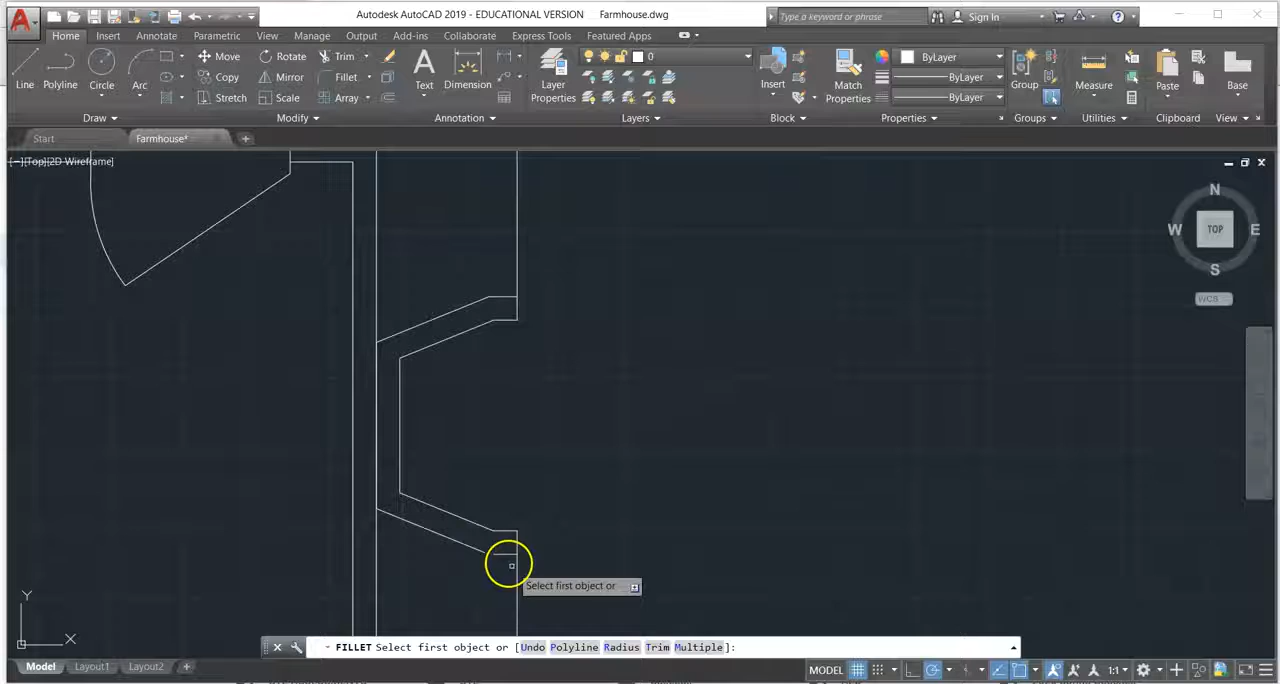 Autodesk AutoCAD 2019 - EDUCATIONAL VERSION Farmhouse.dwg
Type a keyword or phrase
Sign In
Home Insert Annotate Parametric View Manage Output Add-ins Collaborate Express Tools Featured Apps
Line Polyline Circle Arc
Move Rotate Trim
Copy Mirror Fillet
Stretch Scale Array
Text Dimension
Layer Properties
0
Insert
Match Properties
ByLayer
ByLayer
ByLayer
Group Measure Paste Base
Draw Modify Annotation Layers Block Properties Groups Utilities Clipboard View
Start Farmhouse* +
[−][Top][2D Wireframe]
N
W TOP E
S
WCS
Select first object or
Y
X
FILLET Select first object or [Undo Polyline Radius Trim Multiple]:
Model Layout1 Layout2 +
MODEL 1:1